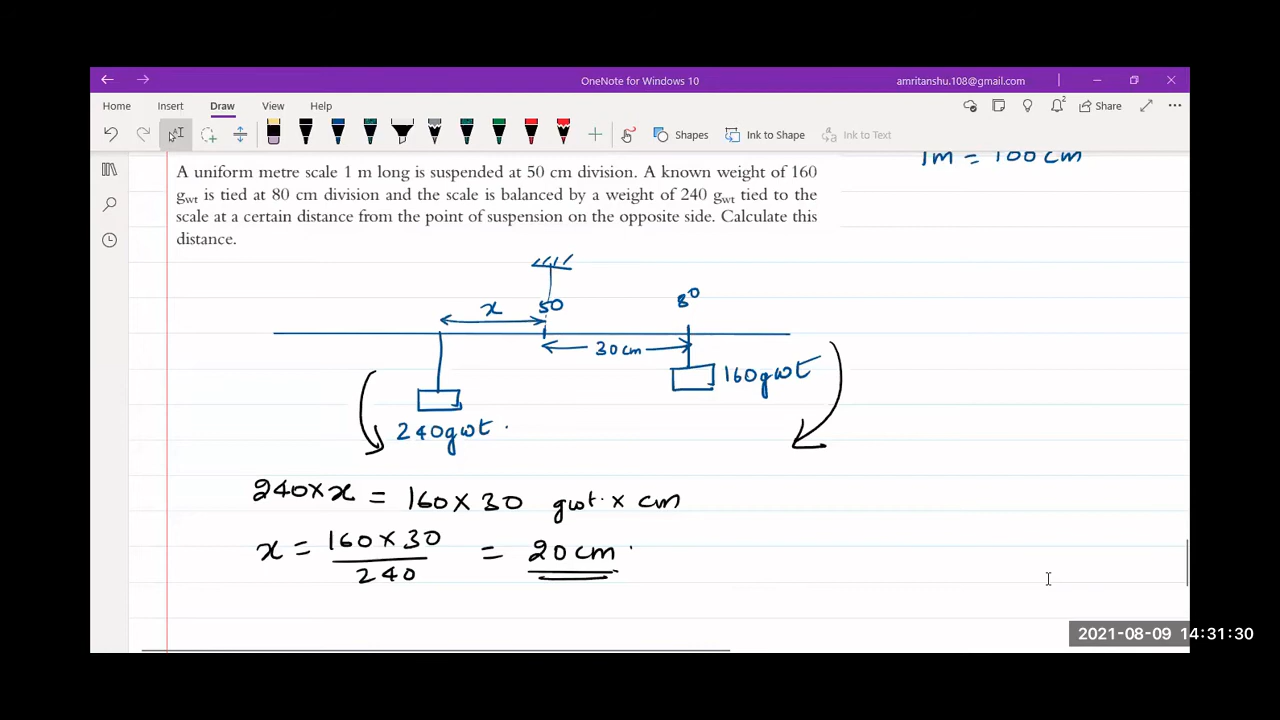 OneNote for Windows 10
amritanshu.108@gmail.com
Home Insert Draw View Help
2
Share
Shapes
Ink to Shape
Ink to Text
1m = 100 cm
A uniform metre scale 1 m long is suspended at 50 cm division. A known weight of 160
gwt is tied at 80 cm division and the scale is balanced by a weight of 240 gwt tied to the
scale at a certain distance from the point of suspension on the opposite side. Calculate this
distance.
x
50
80
30cm
160gwt
240gwt.
240×x = 160×30 gwt.×cm
x = 160×30
240
= 20cm.
2021-08-09 14:31:30